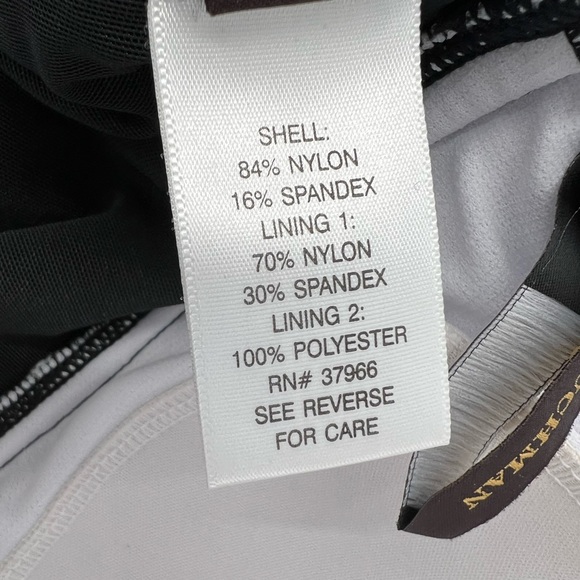 SHELL:
84% NYLON
16% SPANDEX
LINING 1:
70% NYLON
30% SPANDEX
LINING 2:
100% POLYESTER
RN# 37966
SEE REVERSE
FOR CARE